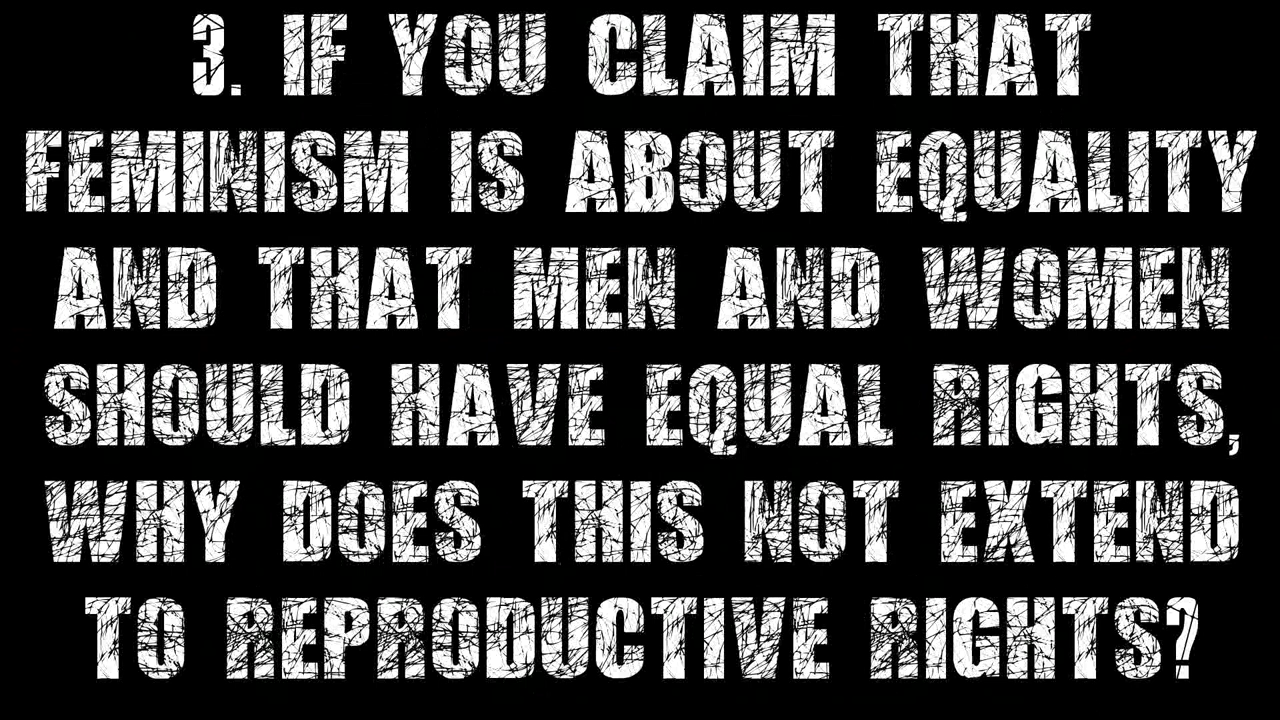 3. IF YOU CLAIM THAT
FEMINISM IS ABOUT EQUALITY
AND THAT MEN AND WOMEN
SHOULD HAVE EQUAL RIGHTS,
WHY DOES THIS NOT EXTEND
TO REPRODUCTIVE RIGHTS?